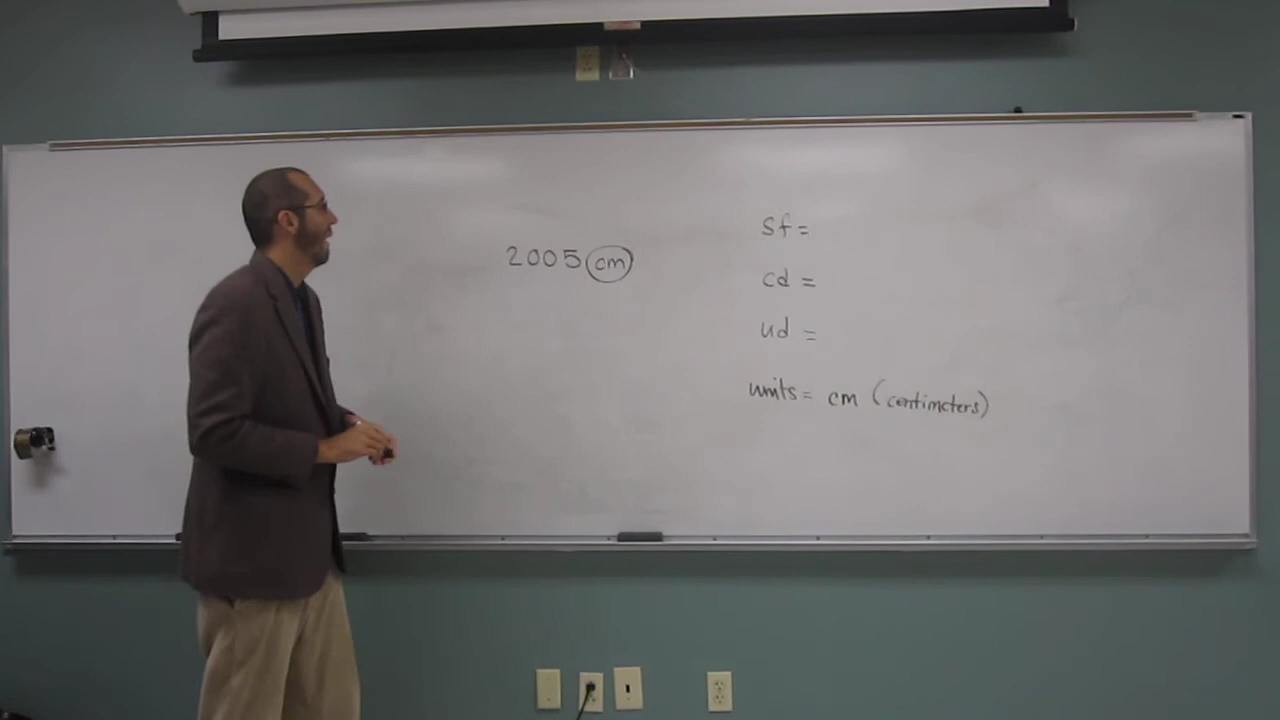 2005 cm
sf =
cd =
ud =
units = cm (centimeters)